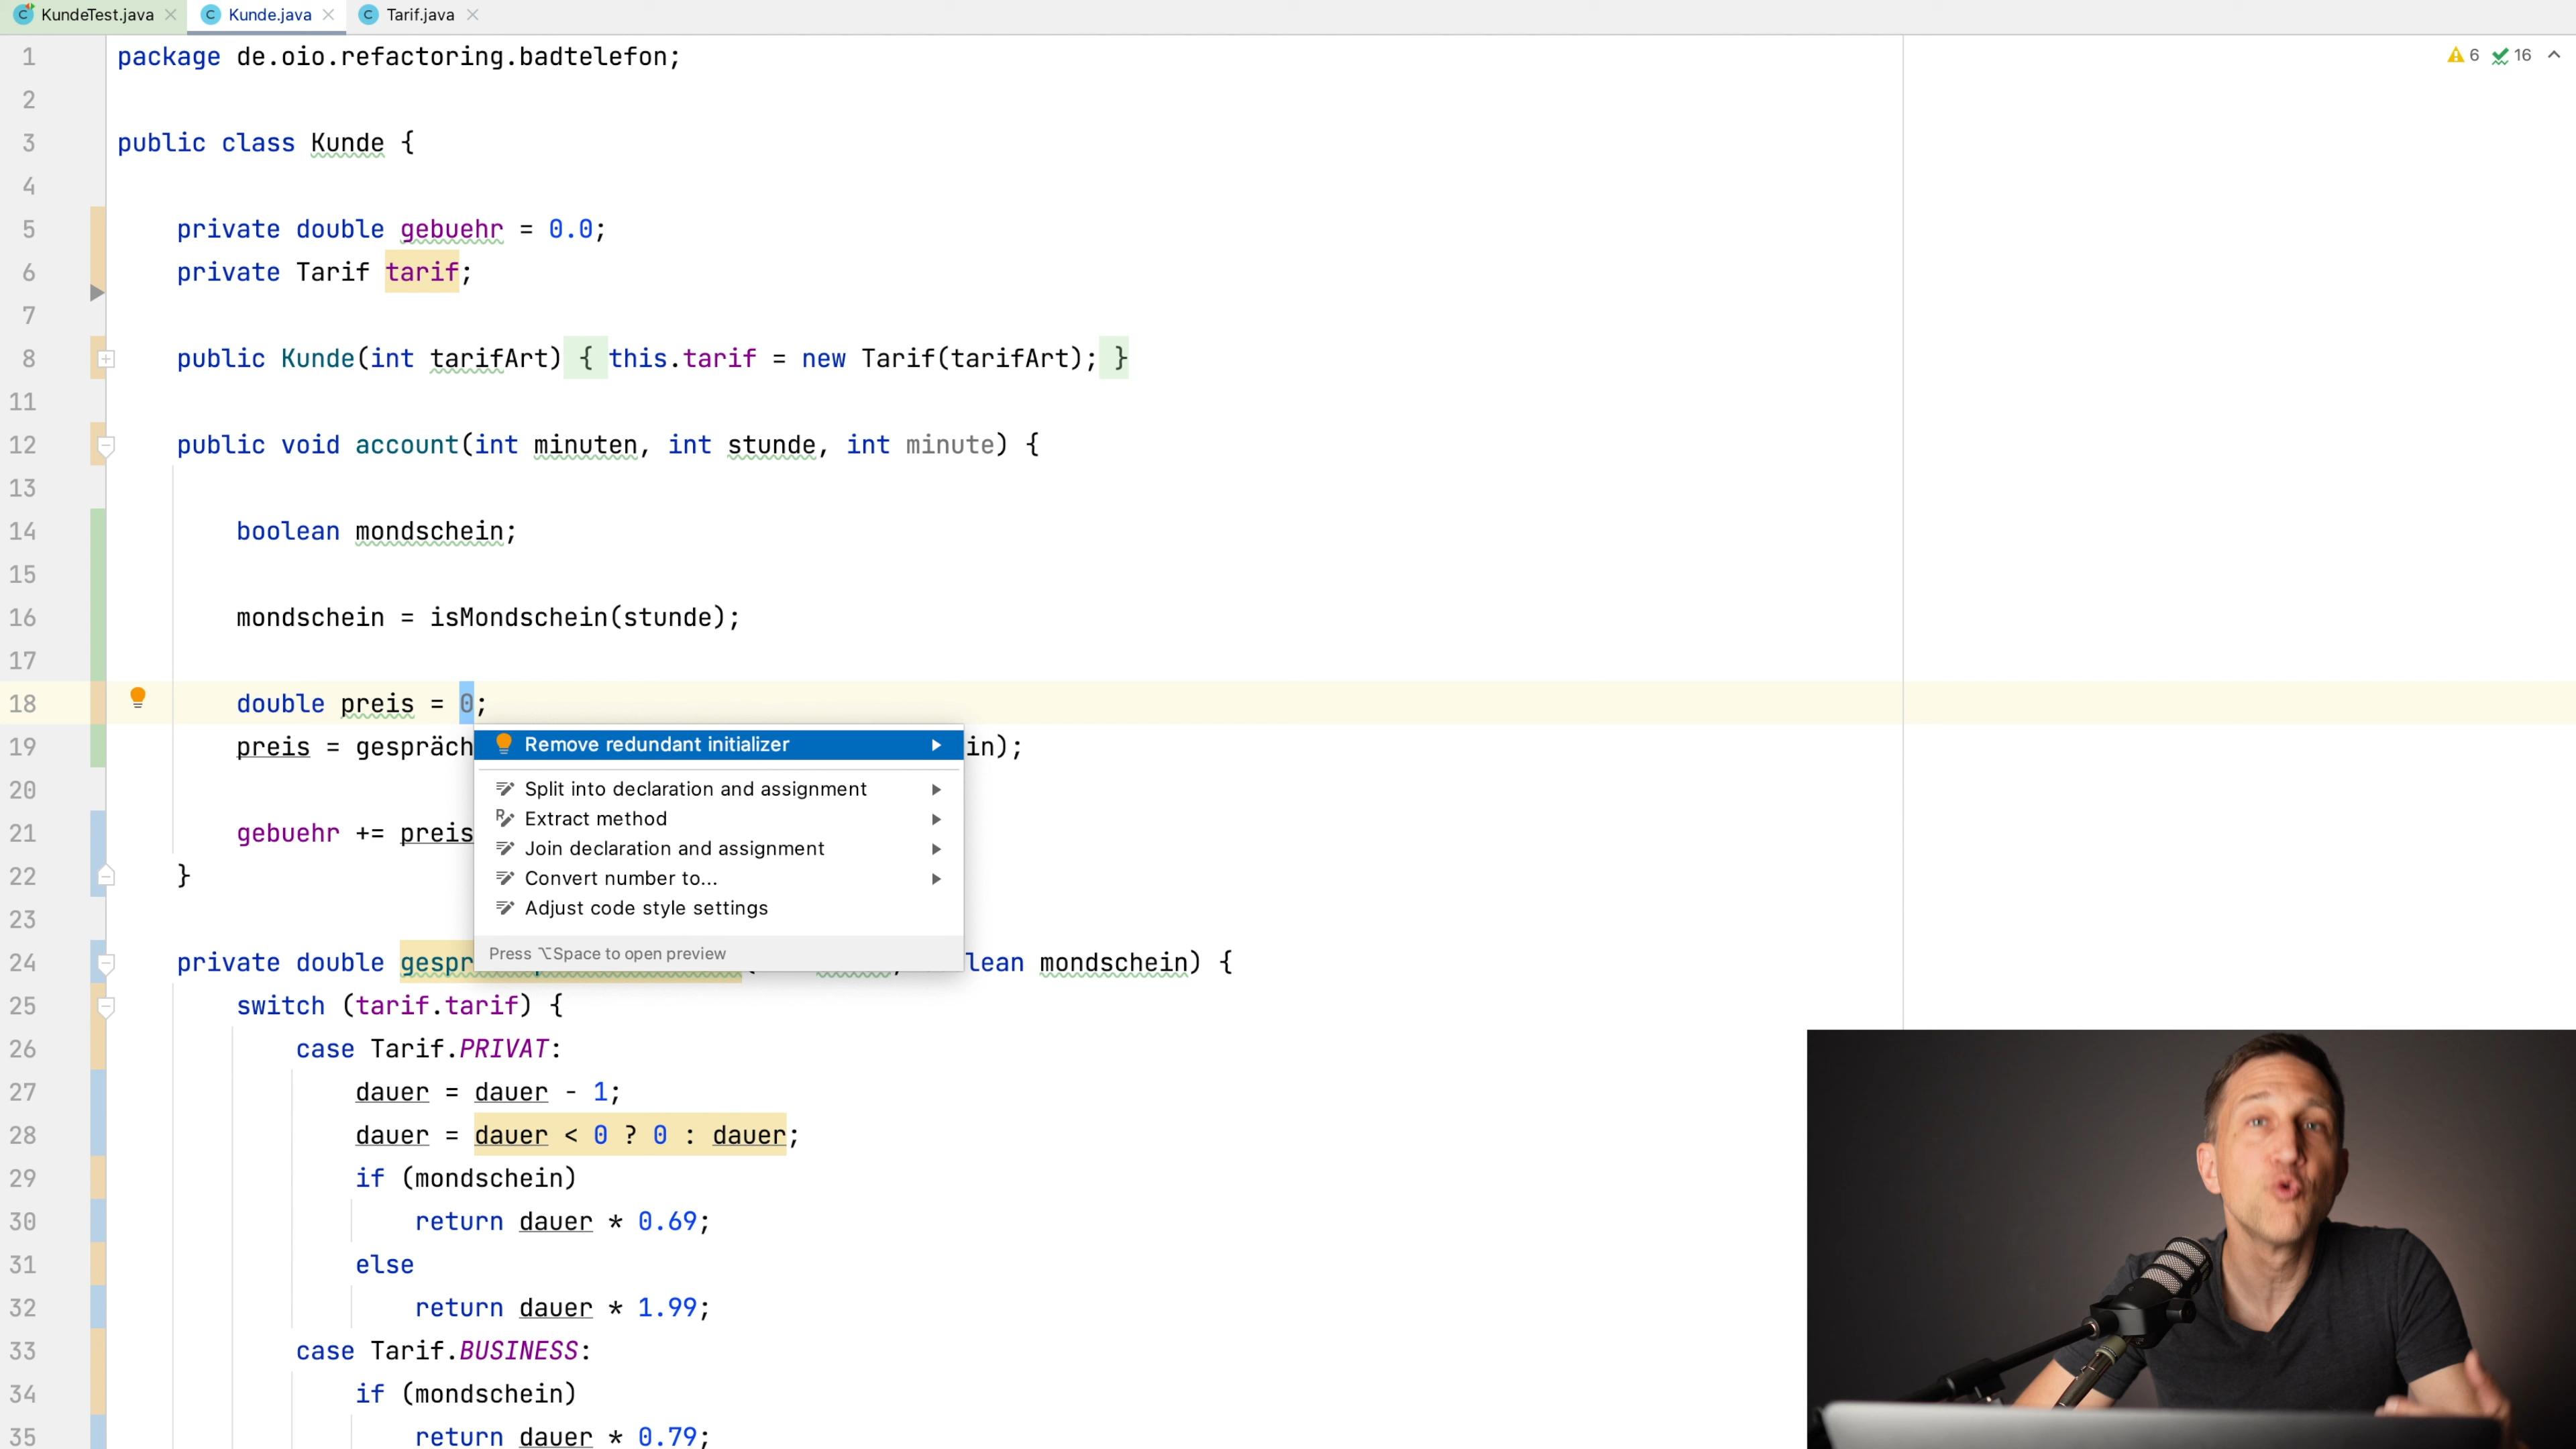 KundeTest.java Kunde.java Tarif.java
6 16
1 package de.oio.refactoring.badtelefon;
2
3 public class Kunde {
4
5 private double gebuehr = 0.0;
6 private Tarif tarif;
7
8 public Kunde(int tarifArt) { this.tarif = new Tarif(tarifArt); }
11
12 public void account(int minuten, int stunde, int minute) {
13
14 boolean mondschein;
15
16 mondschein = isMondschein(stunde);
17
18 double preis = 0;
19 preis = gespräch in);
Remove redundant initializer
Split into declaration and assignment
Extract method
Join declaration and assignment
Convert number to...
Adjust code style settings
Press ⌥Space to open preview
20
21 gebuehr += preis
22 }
23
24 private double gespr lean mondschein) {
25 switch (tarif.tarif) {
26 case Tarif.PRIVAT:
27 dauer = dauer - 1;
28 dauer = dauer < 0 ? 0 : dauer;
29 if (mondschein)
30 return dauer * 0.69;
31 else
32 return dauer * 1.99;
33 case Tarif.BUSINESS:
34 if (mondschein)
35 return dauer * 0.79;